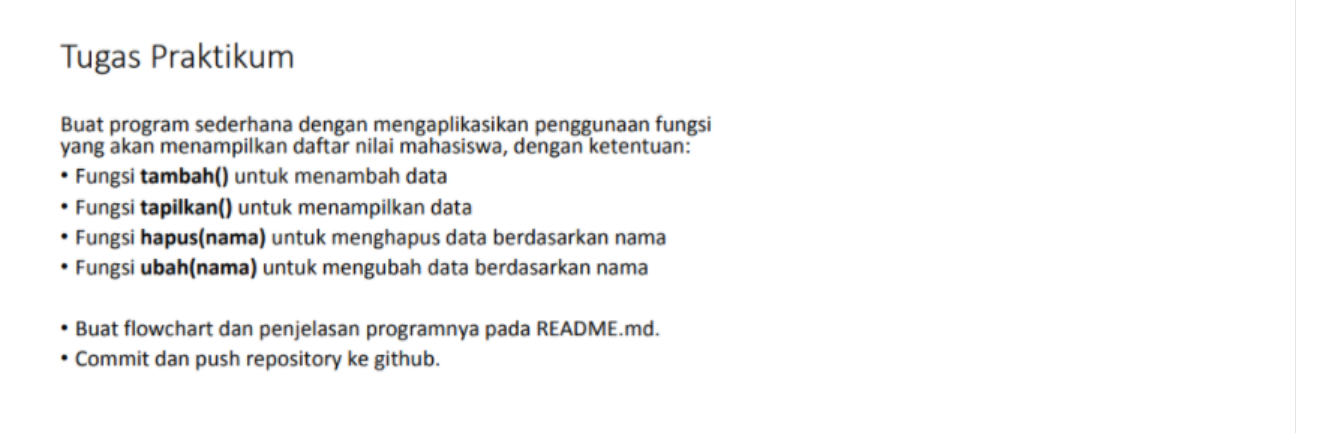 Tugas Praktikum
Buat program sederhana dengan mengaplikasikan penggunaan fungsi
yang akan menampilkan daftar nilai mahasiswa, dengan ketentuan:
• Fungsi tambah() untuk menambah data
• Fungsi tapilkan() untuk menampilkan data
• Fungsi hapus(nama) untuk menghapus data berdasarkan nama
• Fungsi ubah(nama) untuk mengubah data berdasarkan nama
• Buat flowchart dan penjelasan programnya pada README.md.
• Commit dan push repository ke github.